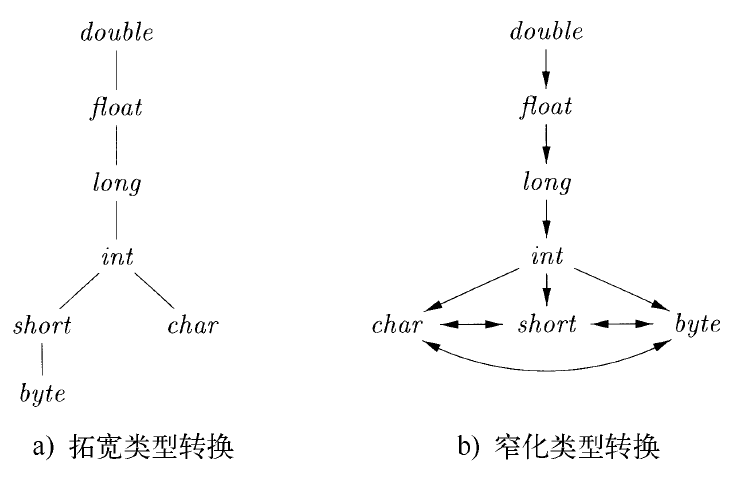 double
float
long
int
short char
byte
a) 拓宽类型转换
double
float
long
int
char short byte
b) 窄化类型转换